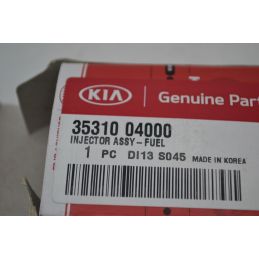 KIA Genuine Part
35310 04000
INJECTOR ASSY-FUEL
1 PC DI13 S045 MADE IN KOREA